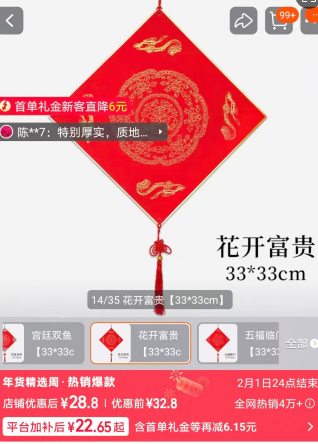 99+
首单礼金新客直降6元
陈**7：特别厚实，质地...
花开富贵
33*33cm
14/35 花开富贵【33*33cm】
宫廷双鱼
【33*33c
花开富贵
【33*33c
五福临门
【33*33
全部
年货精选周·热销爆款
2月1日24点结束
店铺优惠后 ¥28.8 | 优惠前 ¥32.8
全网热销4万+
平台加补后 ¥22.65起
含首单礼金等再减6.15元